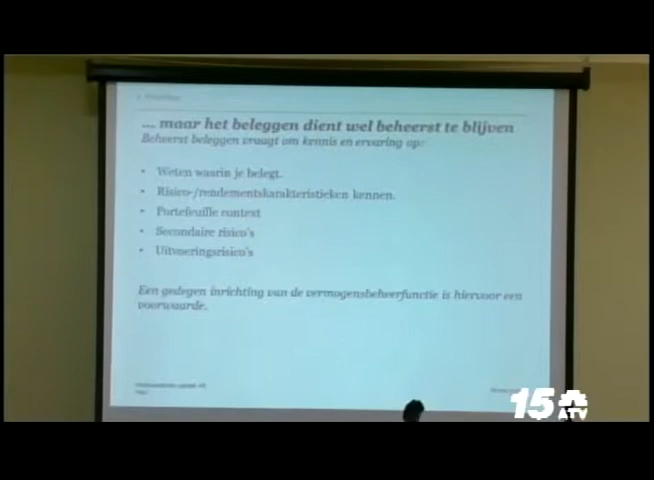 ... maar het beleggen dient wel beheerst te blijven
Beheerst beleggen vraagt om kennis en ervaring op:
• Weten waarin je belegt.
• Risico-/rendementskarakteristieken kennen.
• Portefeuille context
• Secondaire risico's
• Uitvoeringsrisico's
Een gedegen inrichting van de vermogensbeheerfunctie is hiervoor een
voorwaarde.
15 ATV